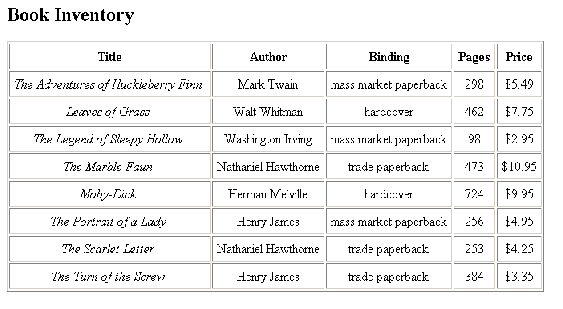 Book Inventory
Title Author Binding Pages Price
The Adventures of Huckleberry Finn Mark Twain mass market paperback 298 $5.49
Leaves of Grass Walt Whitman hardcover 462 $7.75
The Legend of Sleepy Hollow Washington Irving mass market paperback 98 $2.95
The Marble Faun Nathaniel Hawthorne trade paperback 473 $10.95
Moby-Dick Herman Melville hardcover 724 $9.95
The Portrait of a Lady Henry James mass market paperback 256 $4.95
The Scarlet Letter Nathaniel Hawthorne trade paperback 253 $4.25
The Turn of the Screw Henry James trade paperback 384 $3.35